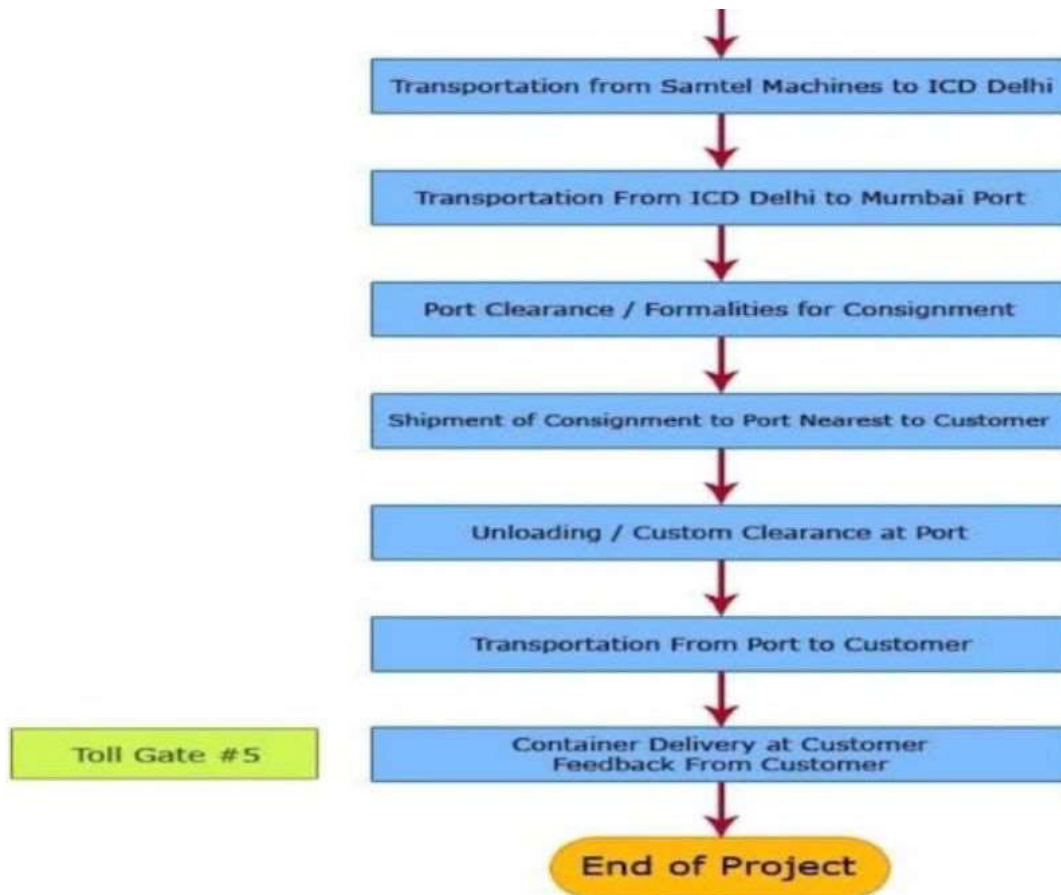 Transportation from Samtel Machines to ICD Delhi
Transportation From ICD Delhi to Mumbai Port
Port Clearance / Formalities for Consignment
Shipment of Consignment to Port Nearest to Customer
Unloading / Custom Clearance at Port
Transportation From Port to Customer
Toll Gate #5
Container Delivery at Customer
Feedback From Customer
End of Project